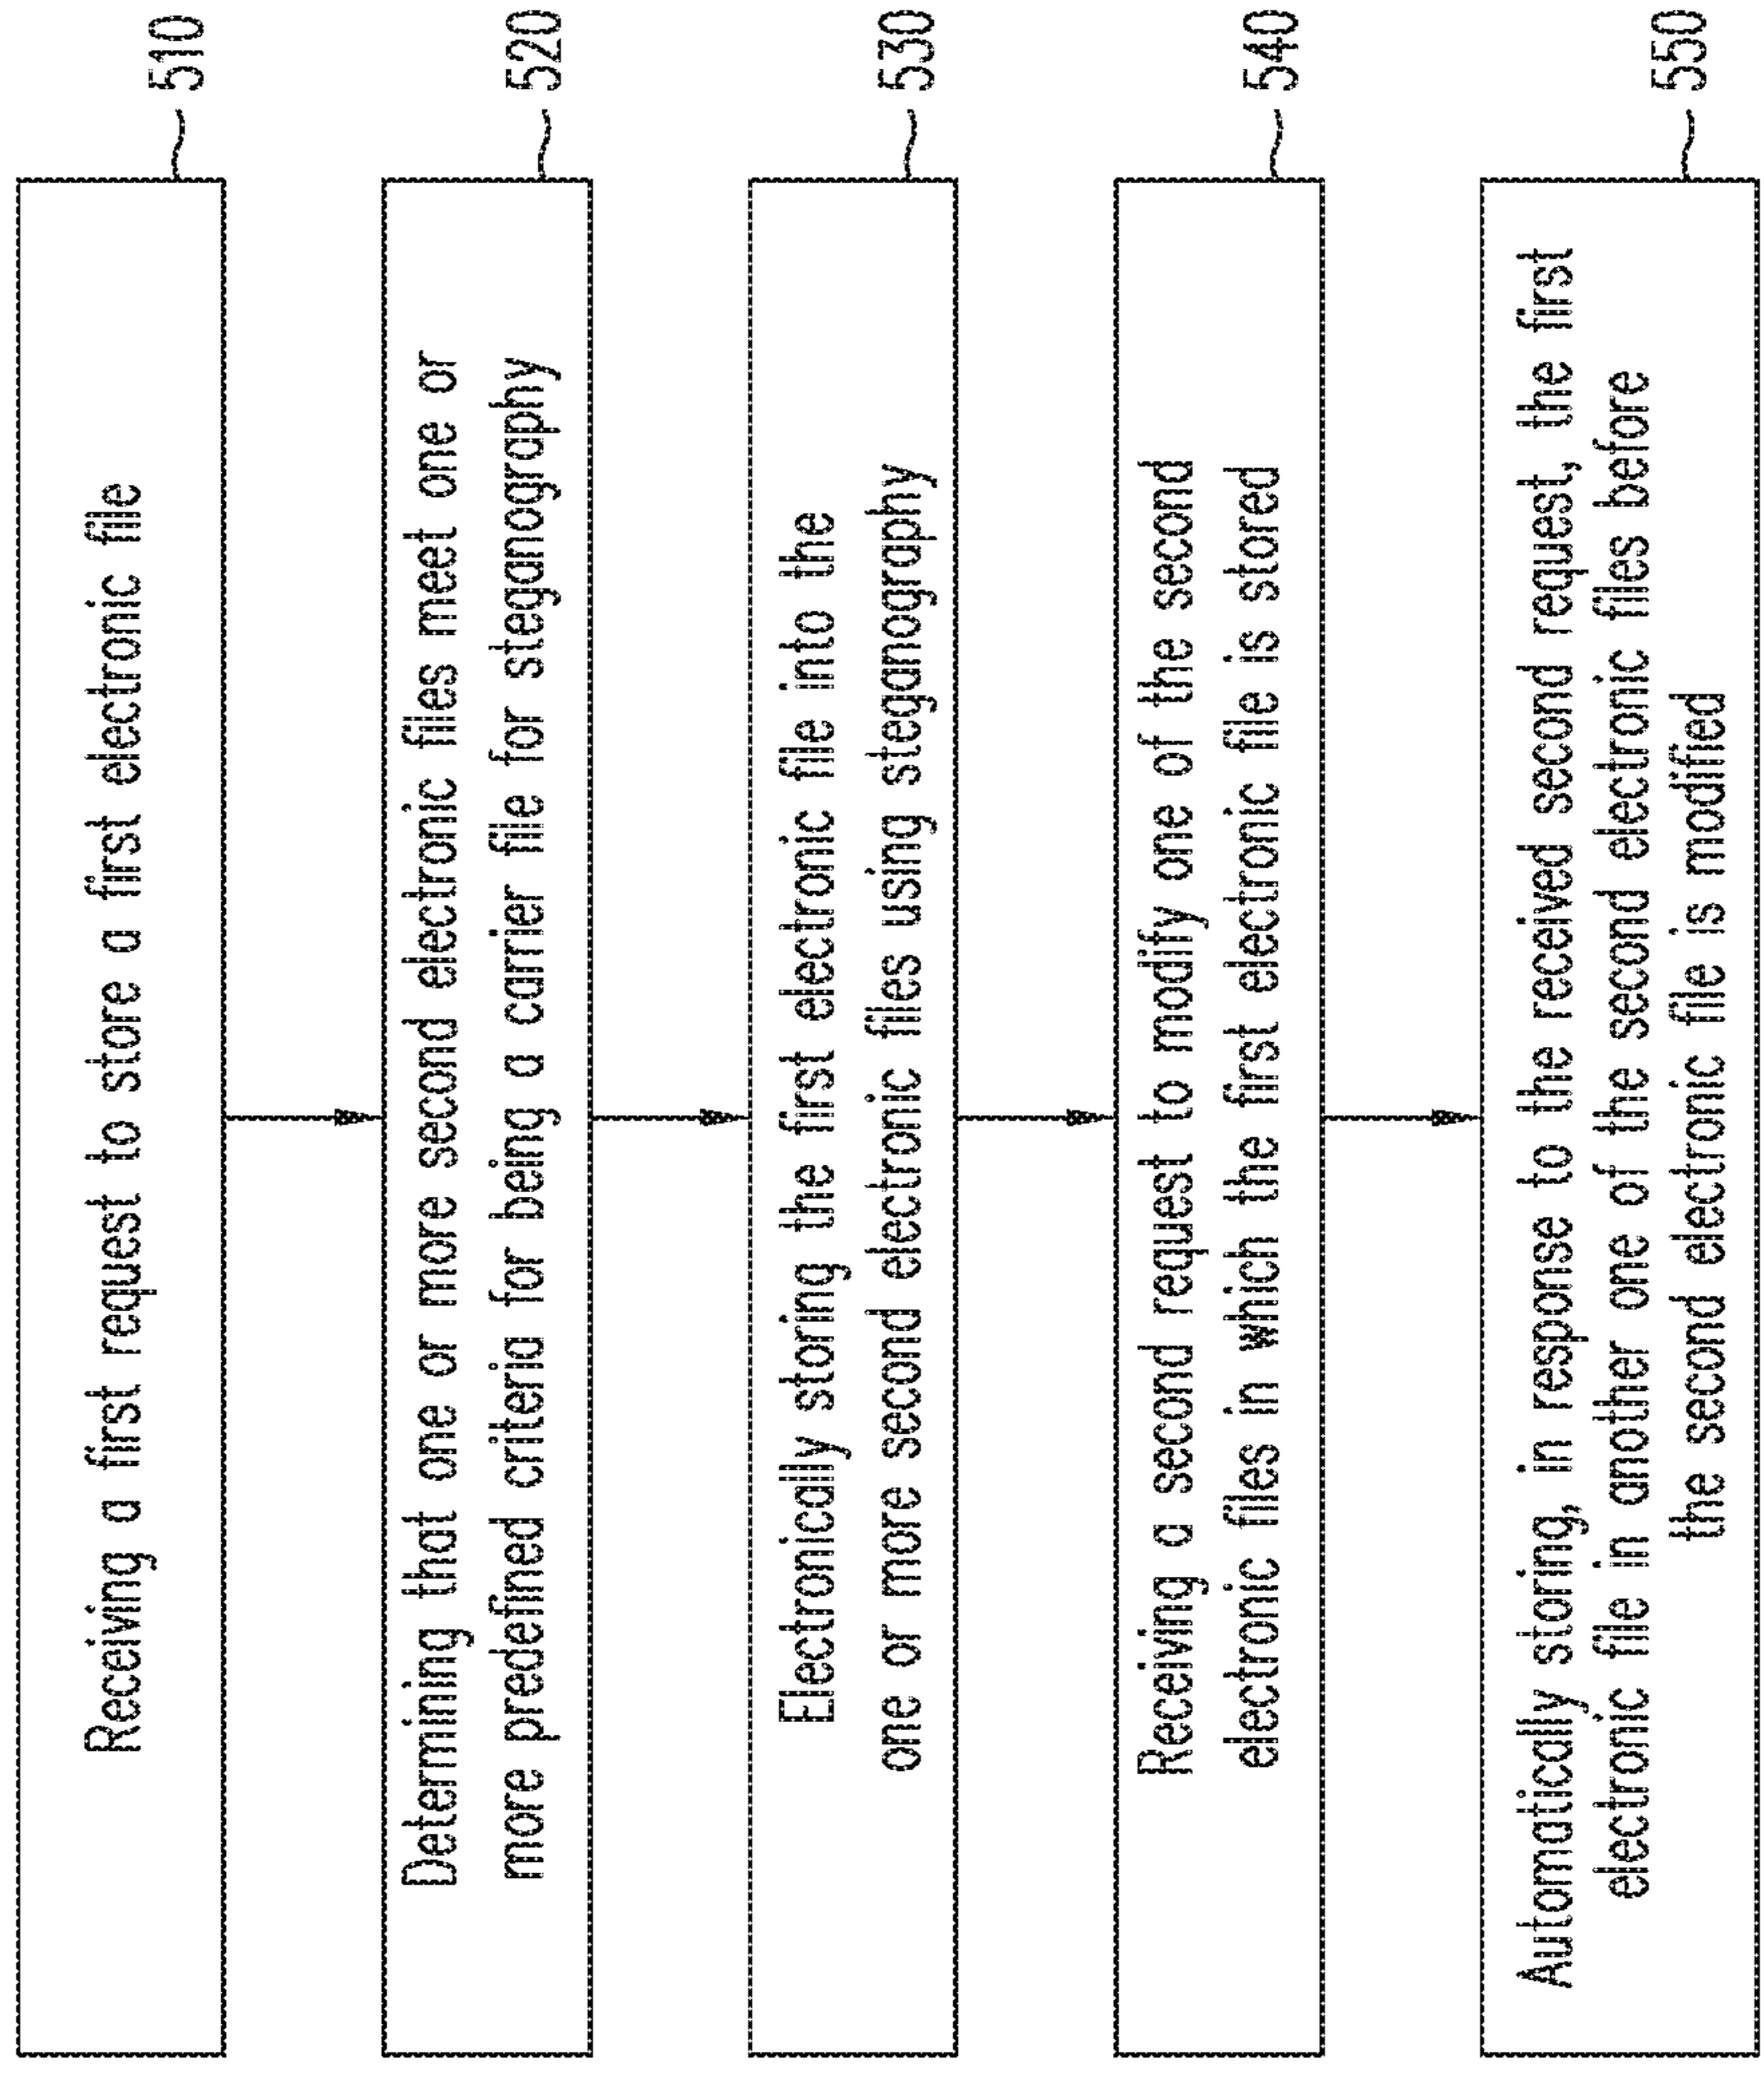 Receiving a first request to store a first electronic file
510
Determining that one or more second electronic files meet one or
more predefined criteria for being a carrier file for steganography
520
Electronically storing the first electronic file into the
one or more second electronic files using steganography
530
Receiving a second request to modify one of the second
electronic files in which the first electronic file is stored
540
Automatically storing, in response to the received second request, the first
electronic file in another one of the second electronic files before
the second electronic file is modified
550